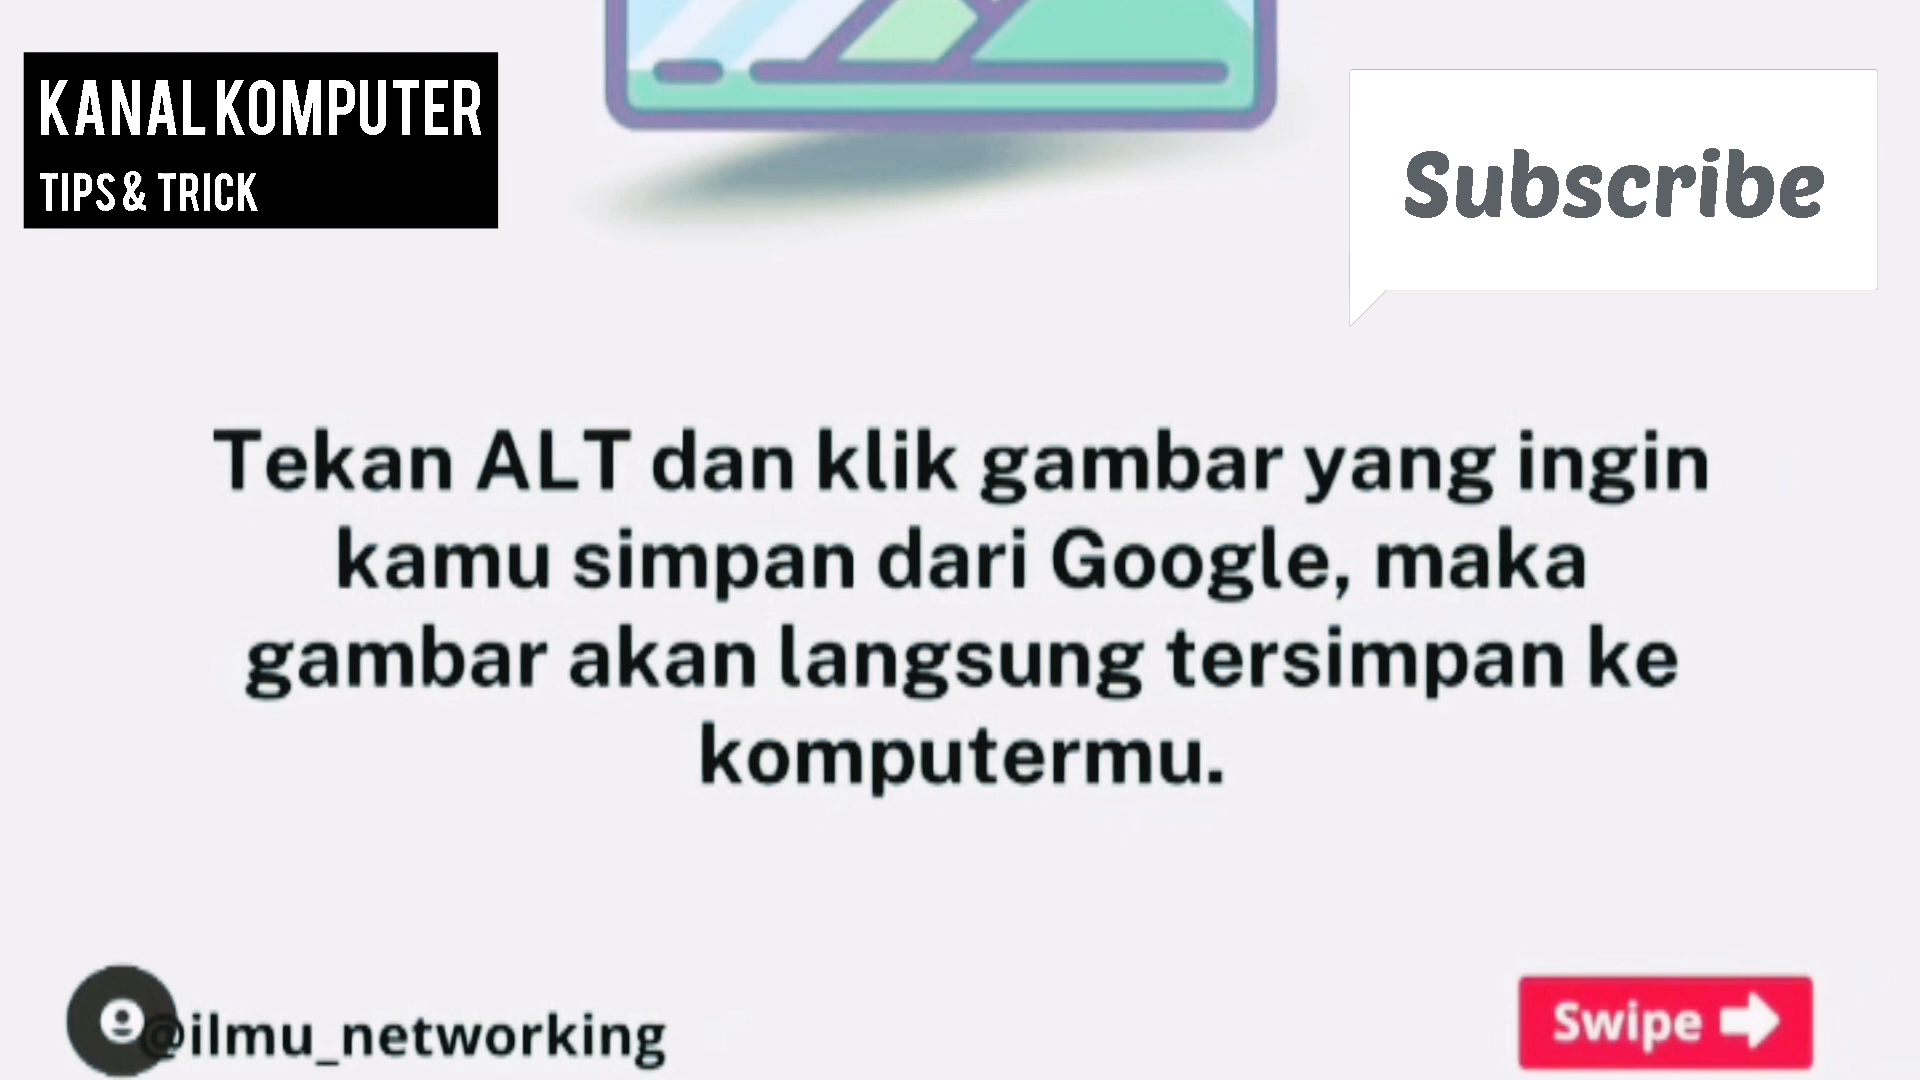 KANAL KOMPUTER
TIPS & TRICK
Subscribe
Tekan ALT dan klik gambar yang ingin
kamu simpan dari Google, maka
gambar akan langsung tersimpan ke
komputermu.
@ilmu_networking
Swipe